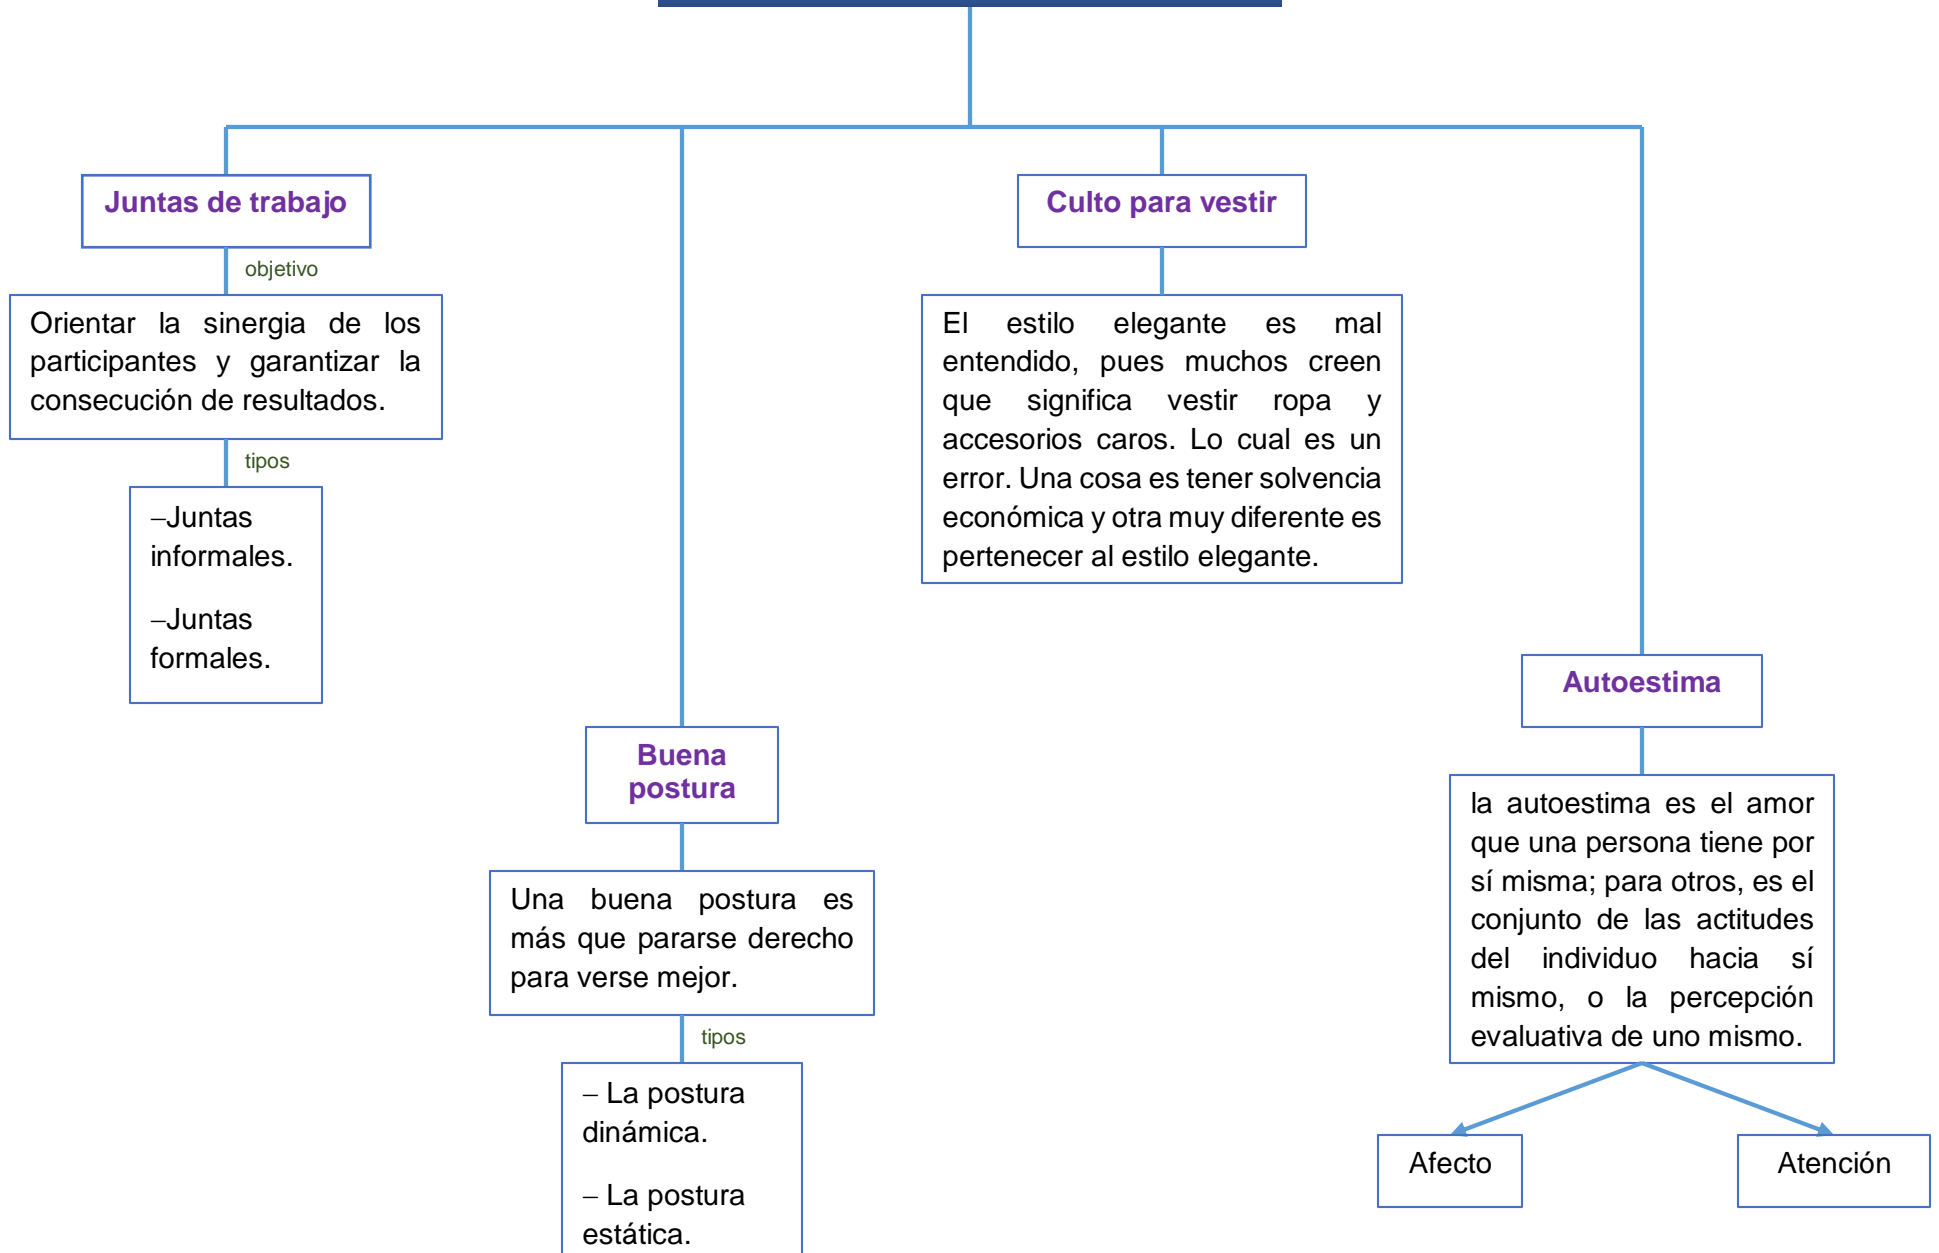 Juntas de trabajo
objetivo
Orientar la sinergia de los
participantes y garantizar la
consecución de resultados.
tipos
–Juntas
informales.
–Juntas
formales.
Buena
postura
Una buena postura es
más que pararse derecho
para verse mejor.
tipos
– La postura
dinámica.
– La postura
estática.
Culto para vestir
El estilo elegante es mal
entendido, pues muchos creen
que significa vestir ropa y
accesorios caros. Lo cual es un
error. Una cosa es tener solvencia
económica y otra muy diferente es
pertenecer al estilo elegante.
Autoestima
la autoestima es el amor
que una persona tiene por
sí misma; para otros, es el
conjunto de las actitudes
del individuo hacia sí
mismo, o la percepción
evaluativa de uno mismo.
Afecto
Atención